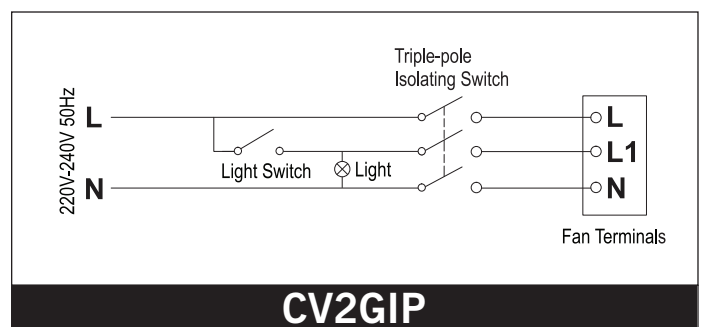 Triple-pole
Isolating Switch
220V-240V 50Hz
L
L
L1
Light Switch
Light
N
N
Fan Terminals
CV2GIP